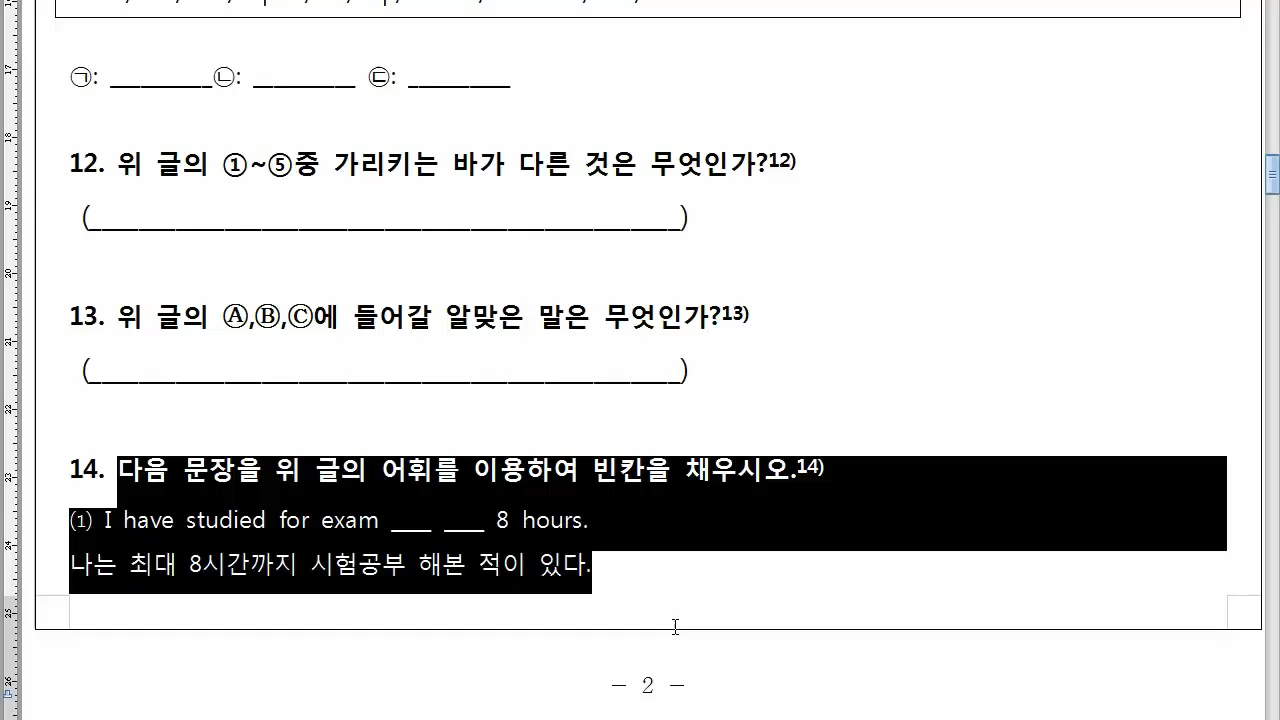 ㉠: ________㉡: ________ ㉢: ________
12. 위 글의 ①~⑤중 가리키는 바가 다른 것은 무엇인가?12)
(________________________________________________)
13. 위 글의 Ⓐ,Ⓑ,Ⓒ에 들어갈 알맞은 말은 무엇인가?13)
(________________________________________________)
14. 다음 문장을 위 글의 어휘를 이용하여 빈칸을 채우시오.14)
⑴ I have studied for exam ___ ___ 8 hours.
나는 최대 8시간까지 시험공부 해본 적이 있다.
- 2 -